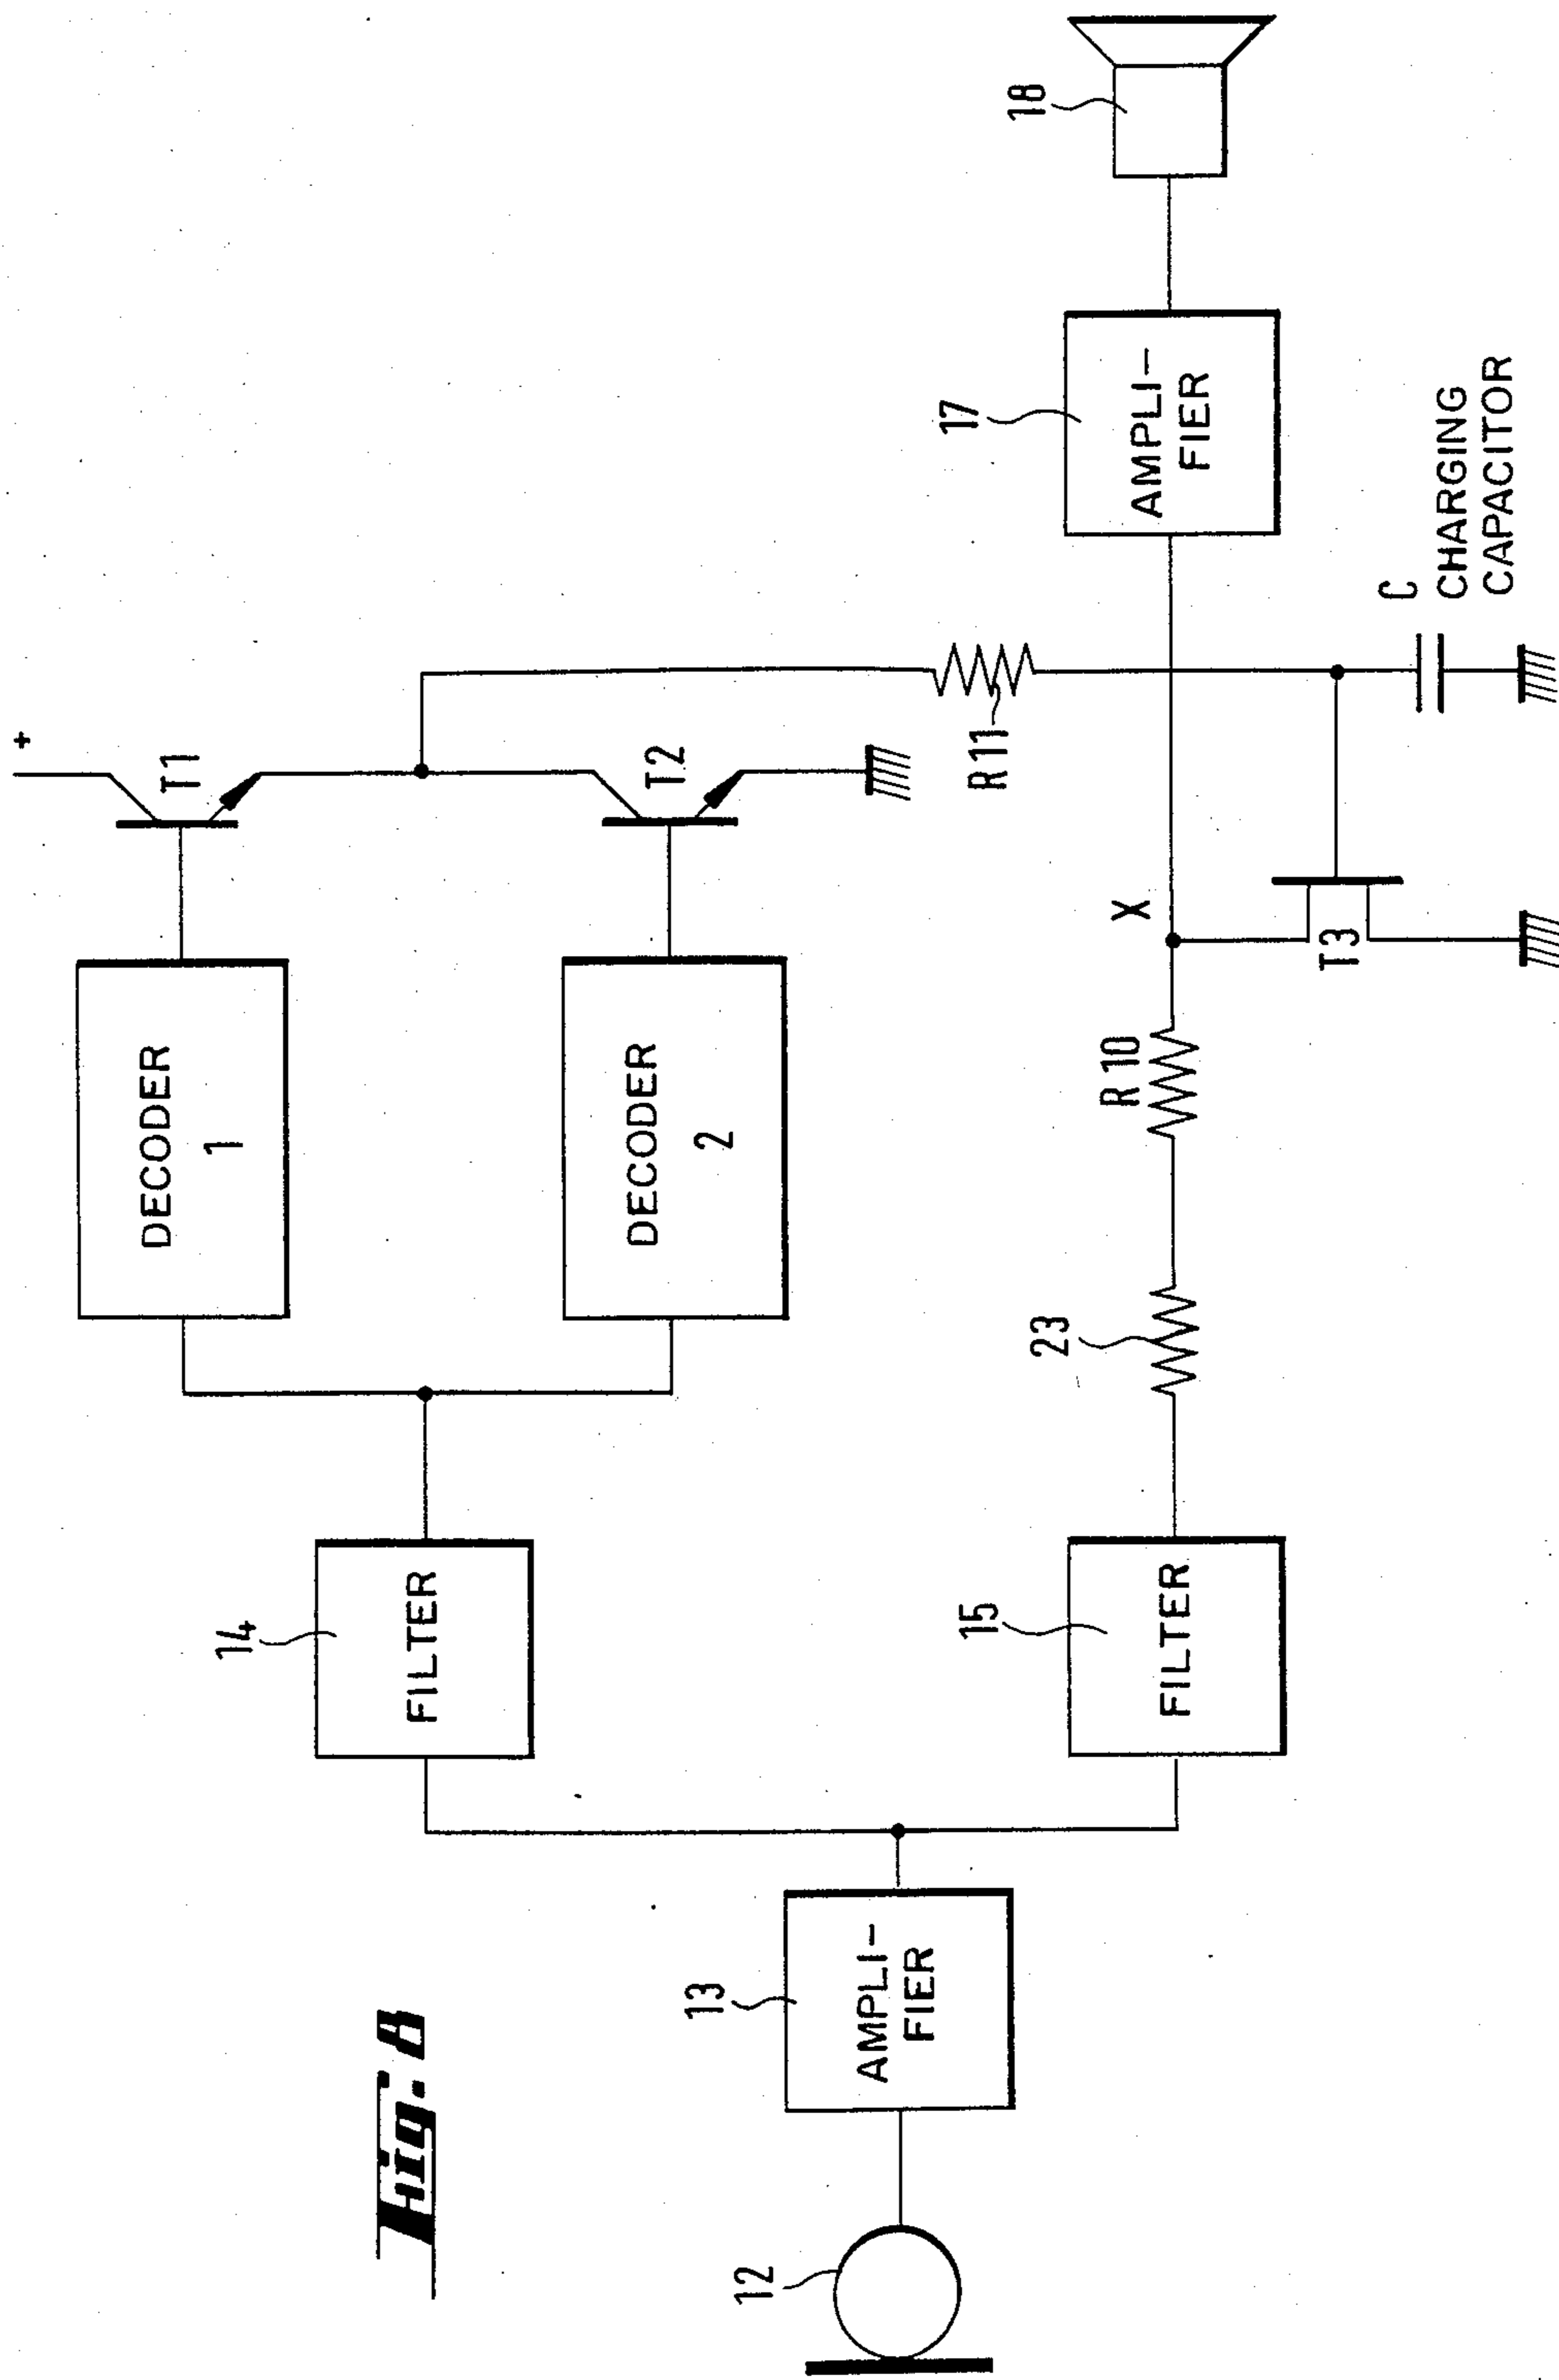 Fig. 8
12
13
AMPLI-
FIER
14
FILTER
15
FILTER
DECODER
1
DECODER
2
23
R 10
X
T1
+
T2
T3
R 11
C
CHARGING
CAPACITOR
17
AMPLI-
FIER
18